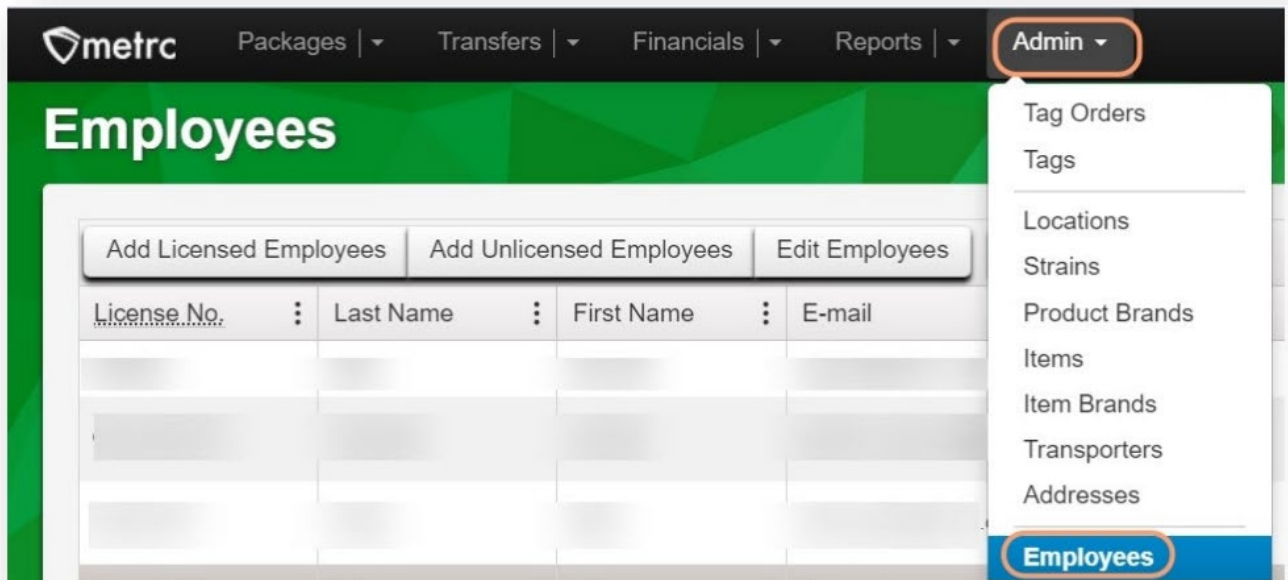 metrc Packages | Transfers | Financials | Reports | Admin
Employees
Tag Orders
Tags
Locations
Strains
Product Brands
Items
Item Brands
Transporters
Addresses
Employees
Add Licensed Employees Add Unlicensed Employees Edit Employees
License No. Last Name First Name E-mail